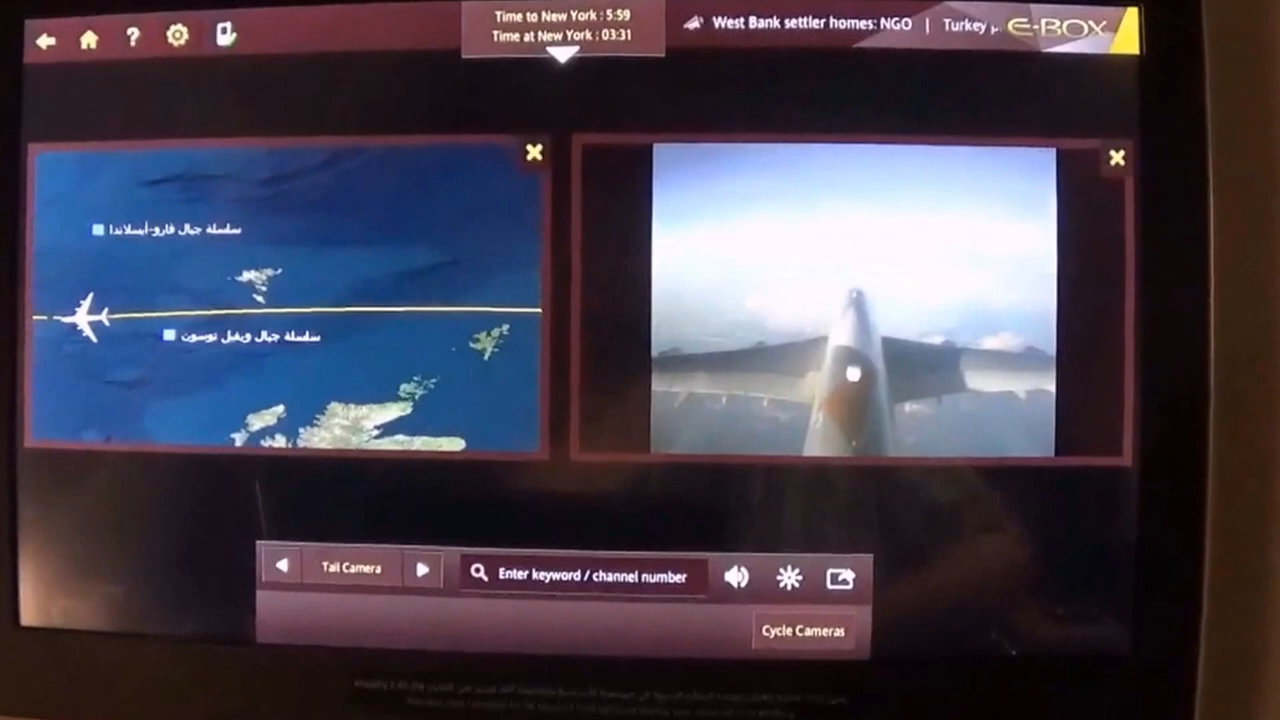 Time to New York : 5:59
Time at New York : 03:31
West Bank settler homes: NGO | Turkey
E-BOX
سلسلة جبال فارو-أيسلاندا
سلسلة جبال ويفيل تومسون
Tail Camera
Enter keyword / channel number
Cycle Cameras